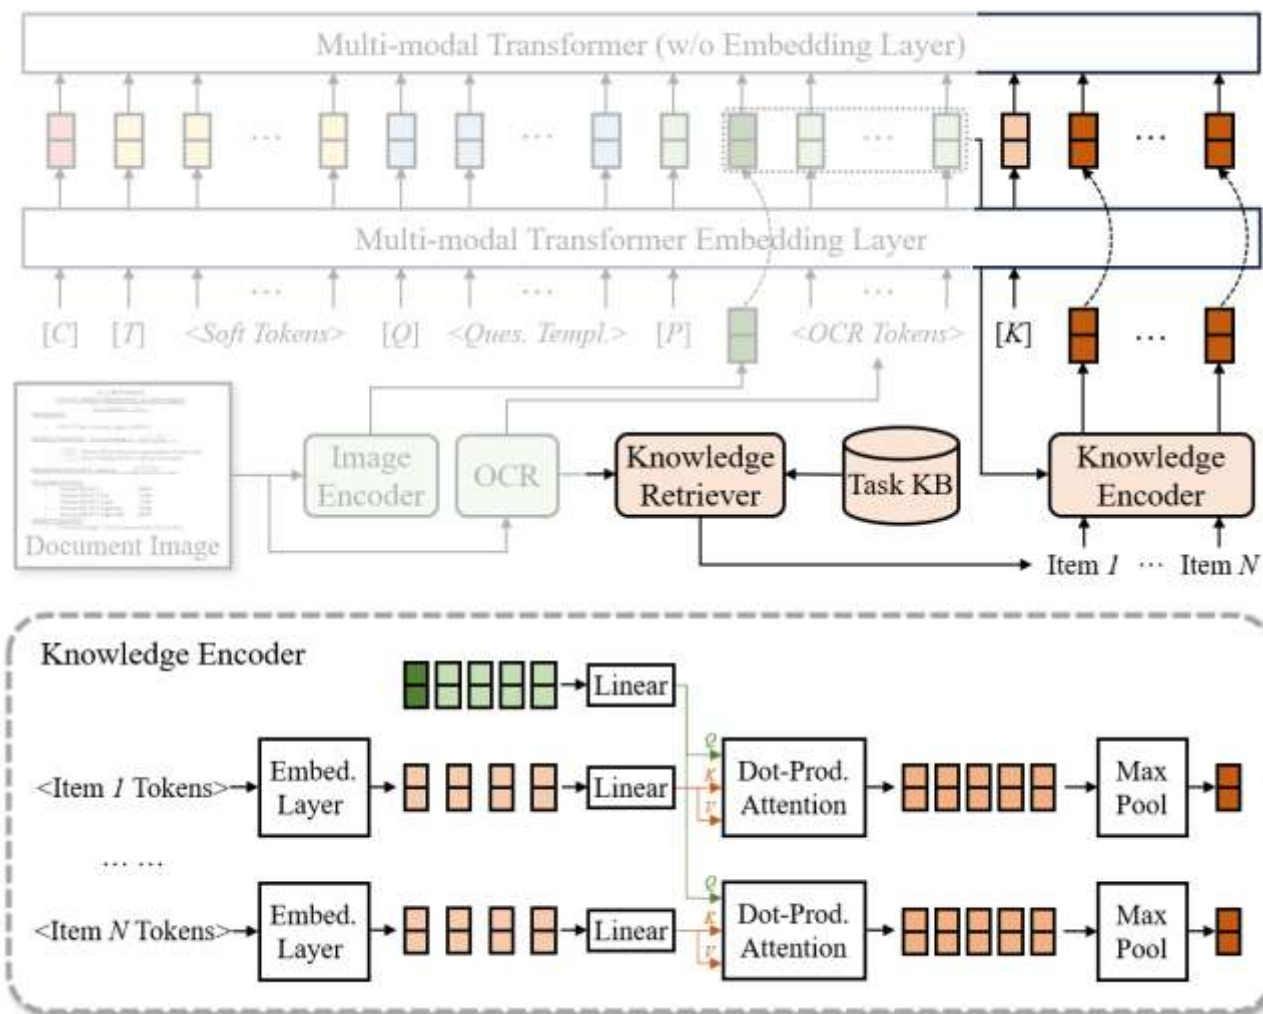 Multi-modal Transformer (w/o Embedding Layer)
... ... ... ...
Multi-modal Transformer Embedding Layer
... ... ...
[C] [T] <Soft Tokens> [Q] <Ques. Templ.> [P] <OCR Tokens> [K] ...
Document Image
Image
Encoder
OCR
Knowledge
Retriever
Task KB
Knowledge
Encoder
Item 1 ... Item N
Knowledge Encoder
Linear
<Item 1 Tokens>
Embed.
Layer
Linear
Q
K
V
Dot-Prod.
Attention
Max
Pool
... ...
<Item N Tokens>
Embed.
Layer
Linear
Q
K
V
Dot-Prod.
Attention
Max
Pool